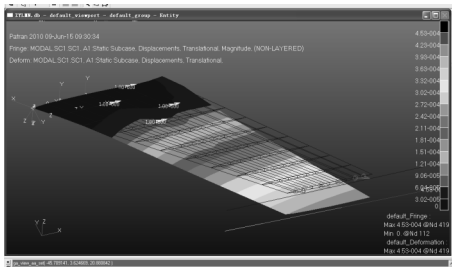 default_viewport - default_group - Entity
Patran 2010 09-Jun-15 09:30:34
Fringe: MODAL.SC1.SC1, A1:Static Subcase. Displacements, Translational. Magnitude, (NON-LAYERED)
Deform: MODAL.SC1.SC1, A1:Static Subcase. Displacements, Translational.
4.53-004
4.23-004
3.93-004
3.63-004
3.32-004
3.02-004
2.72-004
2.42-004
2.11-004
1.81-004
1.51-004
1.21-004
9.06-005
3.02-005
0.
Y
Y
X
Z
Y
Y Z
X
default_Fringe
Max 4.53-004 @Nd 419
Min 0. @Nd 112
default_Deformation
Max 4.53-004 @Nd 419